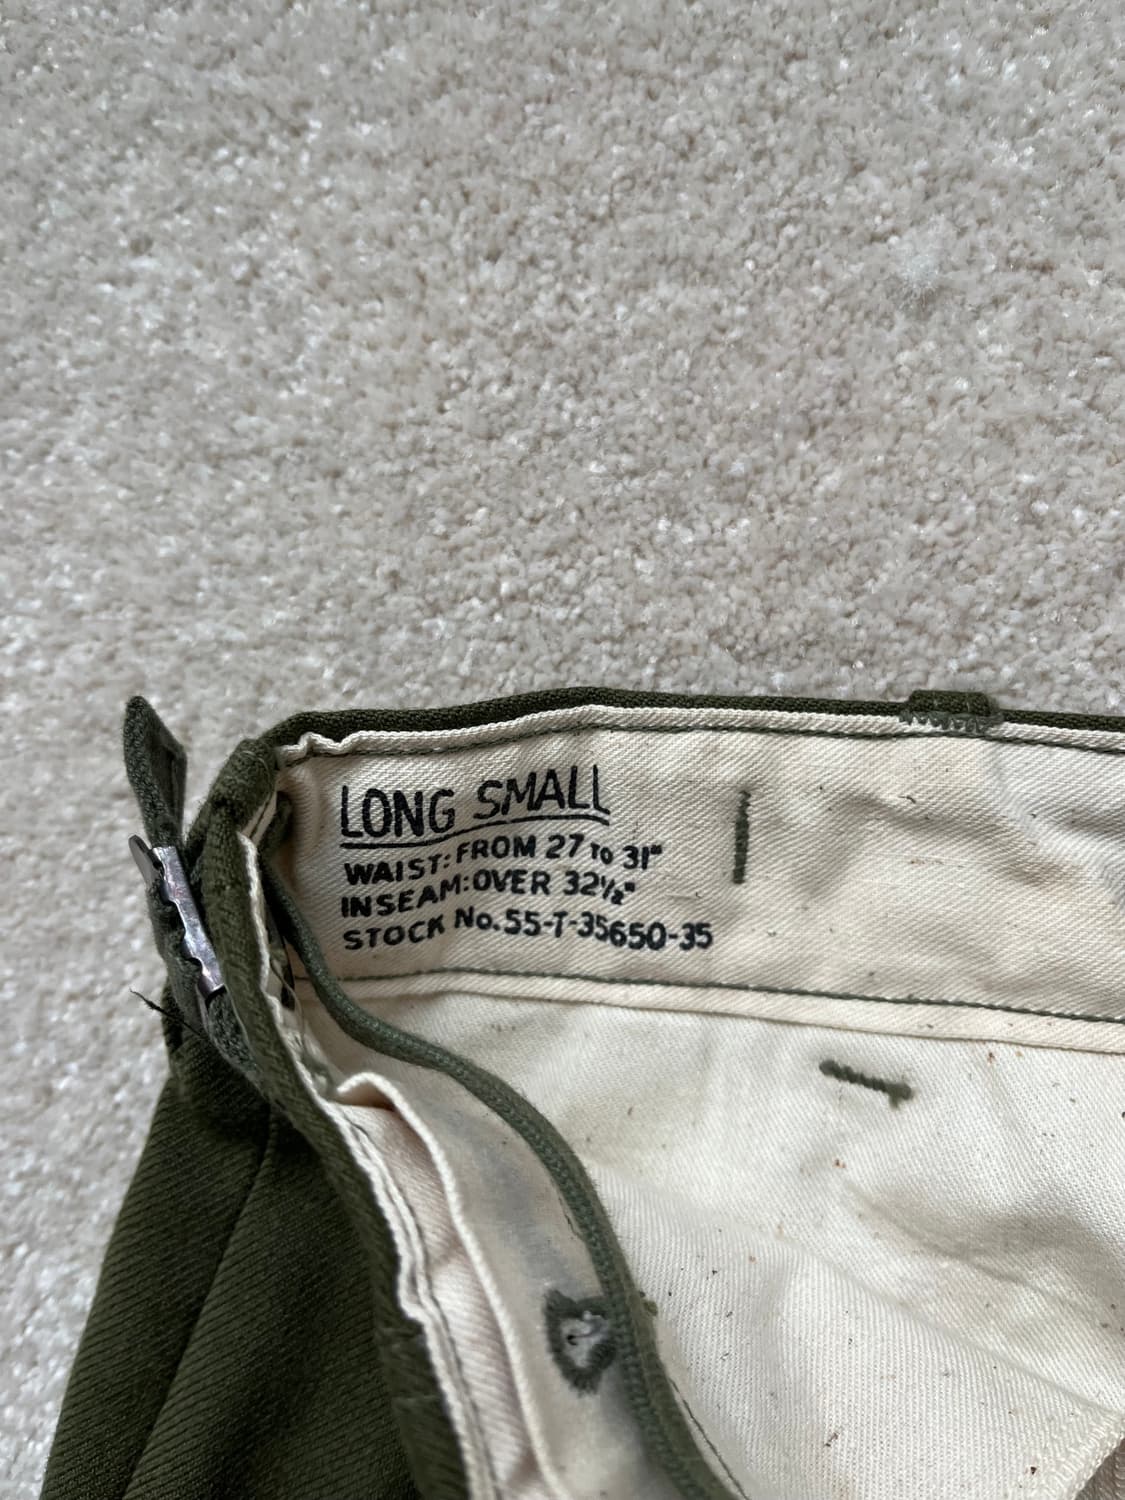 LONG SMALL
WAIST: FROM 27 TO 31"
INSEAM: OVER 32½"
STOCK No. 55-T-35650-35